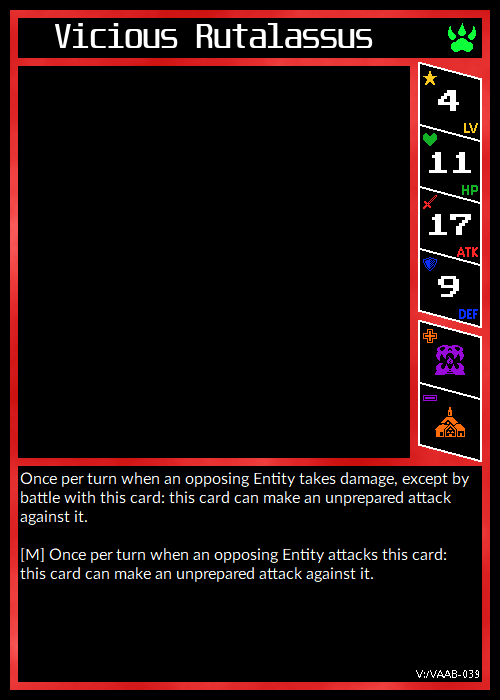 Vicious Rutalassus
4
LV
11
HP
17
ATK
9
DEF
Once per turn when an opposing Entity takes damage, except by
battle with this card: this card can make an unprepared attack
against it.
[M] Once per turn when an opposing Entity attacks this card:
this card can make an unprepared attack against it.
V:/VAAB-039